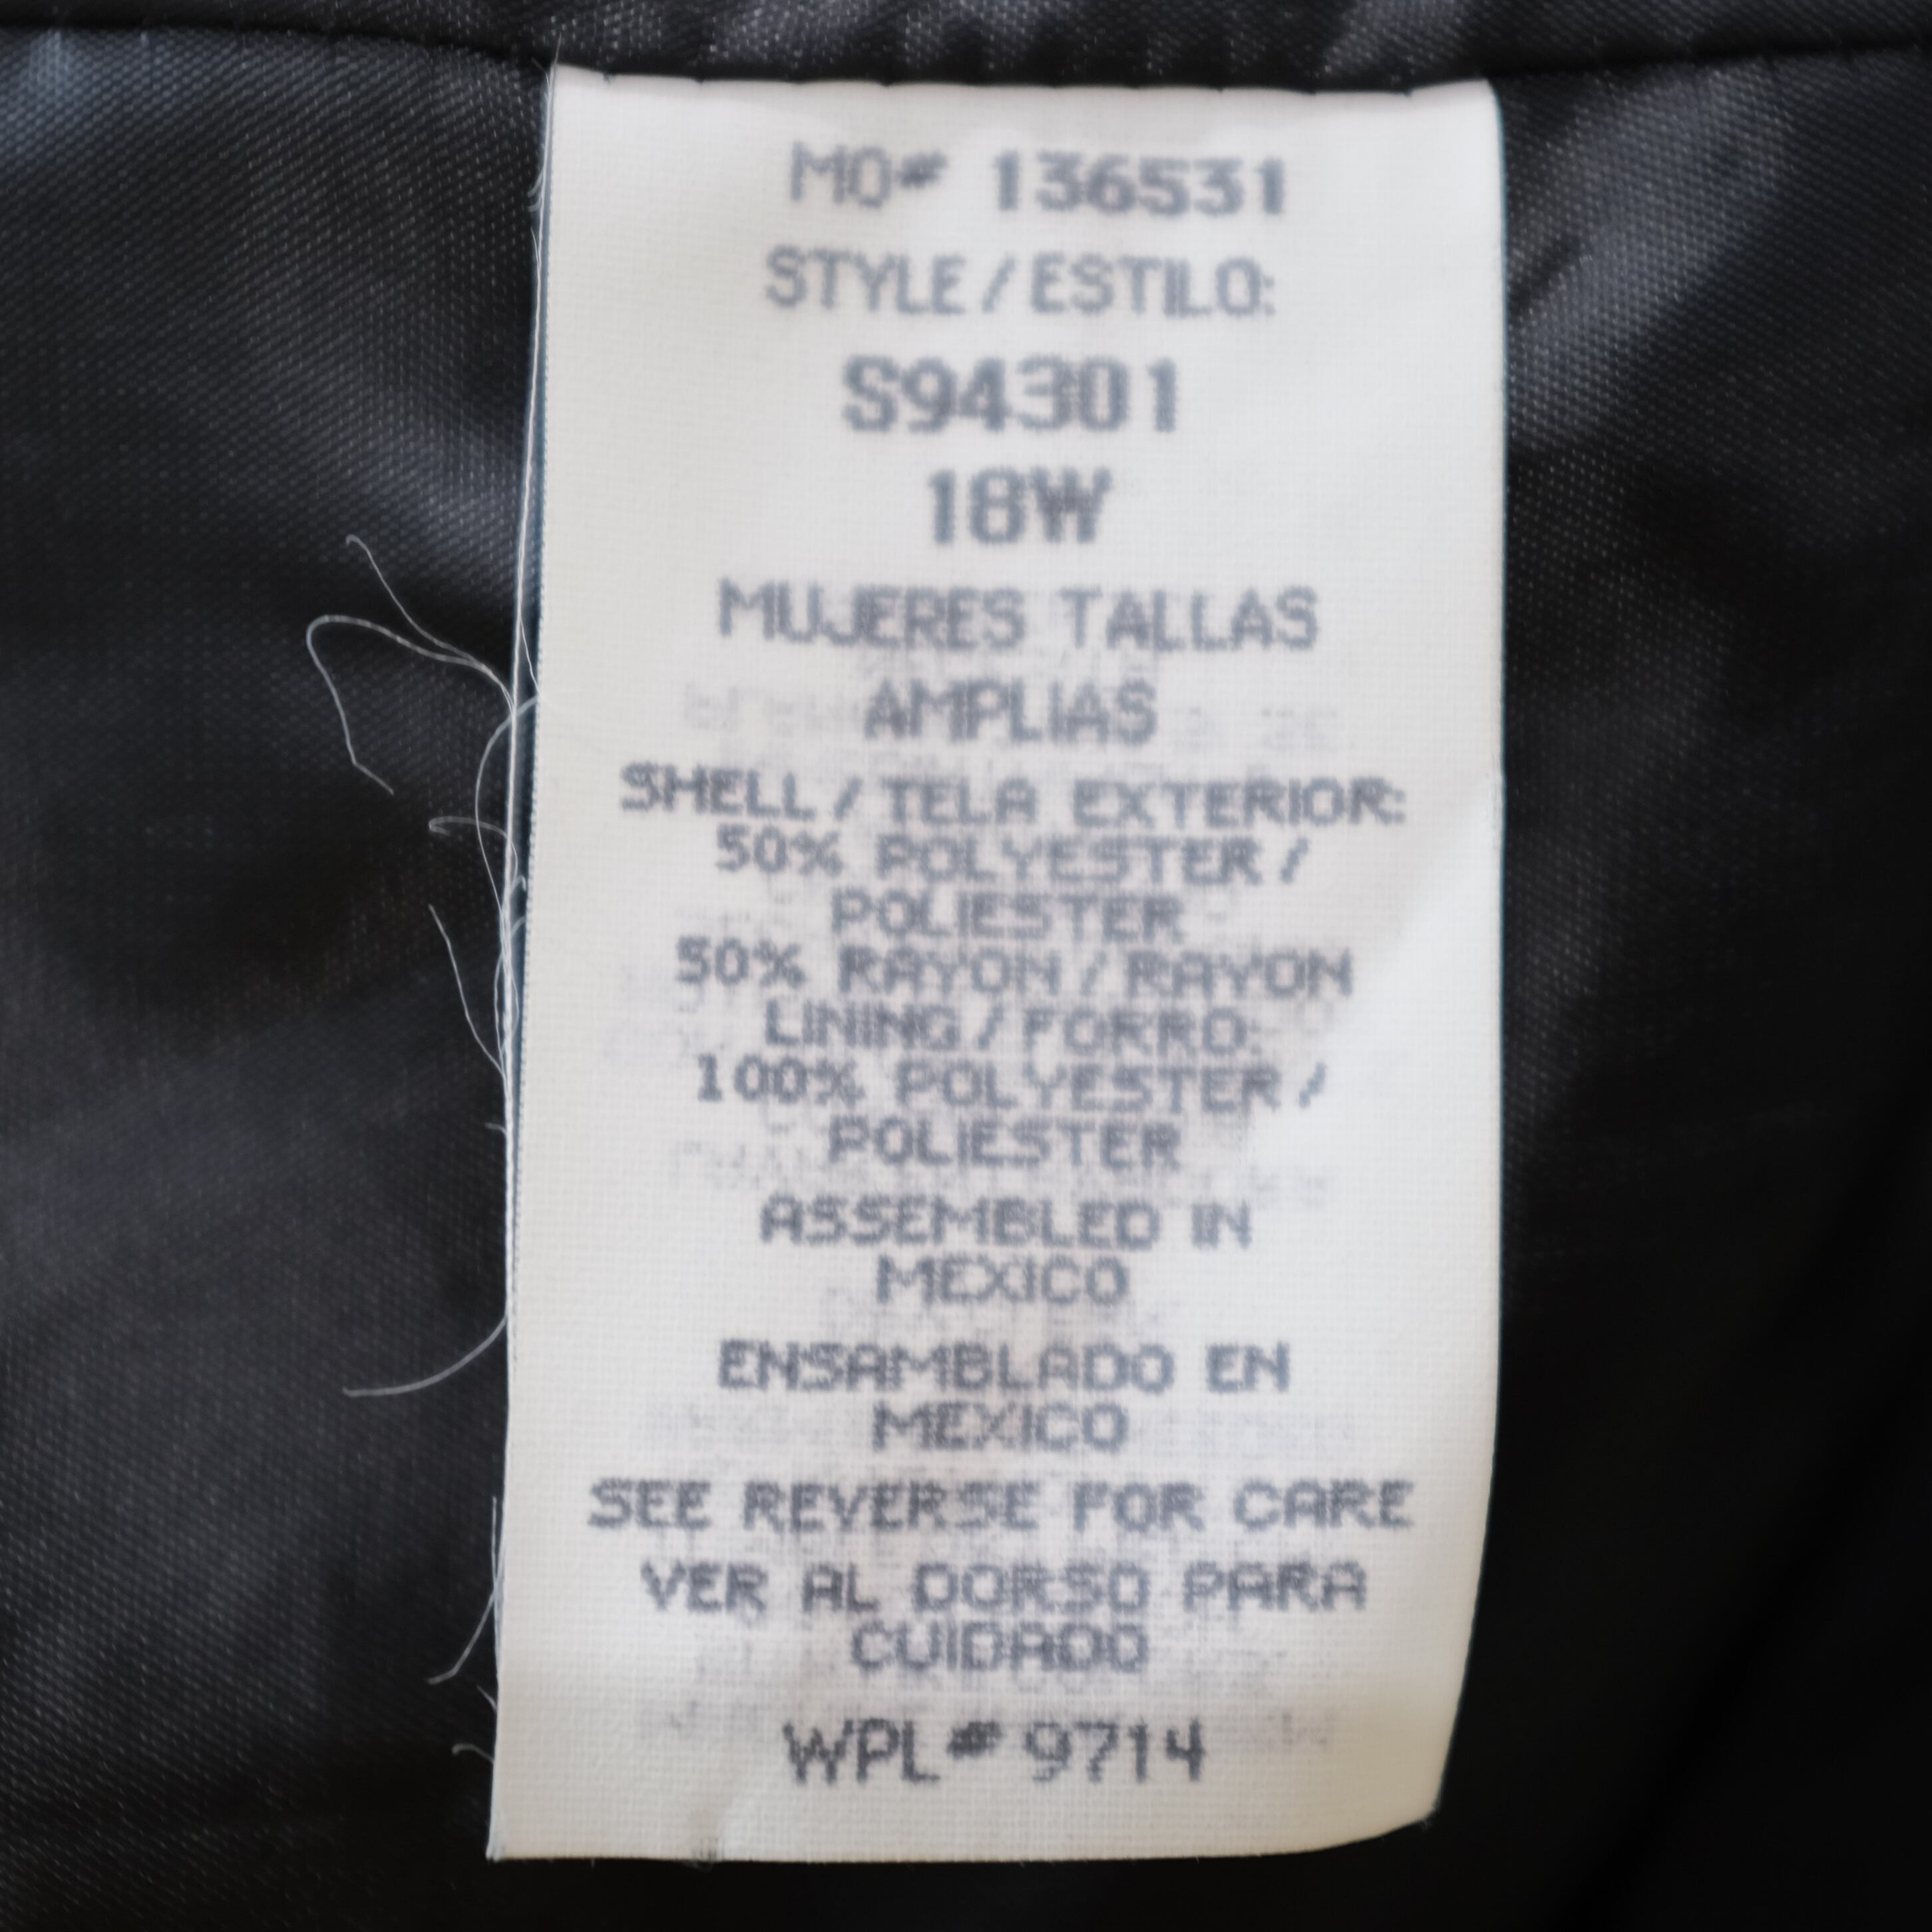 MO# 136531
STYLE/ESTILO:
S94301
18W
MUJERES TALLAS
AMPLIAS
SHELL/TELA EXTERIOR:
50% POLYESTER/
POLIESTER
50% RAYON/RAYON
LINING/FORRO:
100% POLYESTER/
POLIESTER
ASSEMBLED IN
MEXICO
ENSAMBLADO EN
MEXICO
SEE REVERSE FOR CARE
VER AL DORSO PARA
CUIDADO
WPL# 9714